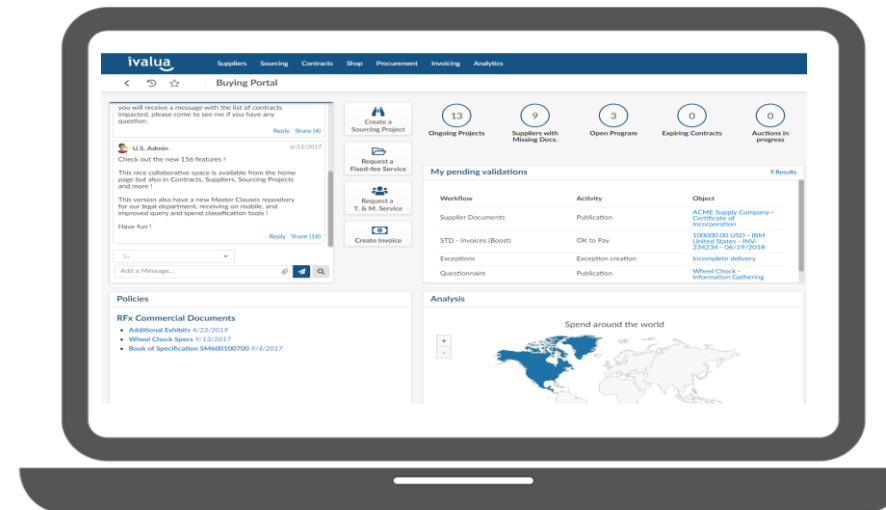 ivalua
Suppliers Sourcing Contracts Shop Procurement Invoicing Analytics
Buying Portal
you will receive a message with the list of contracts
impacted, please come to see me if you have any
question.
Reply Share (4)
U.S. Admin 6/23/2017
Check out the new 156 features !
This nice collaborative space is available from the home
page but also in Contracts, Suppliers, Sourcing Projects
and more !
This version also have a new Master Clauses repository
for our legal department, receiving on mobile, and
improved query and spend classification tools !
Have fun !
Reply Share (18)
To
Add a Message...
Create a
Sourcing Project
Request a
Fixed-fee Service
Request a
T. & M. Service
Create Invoice
13 9 3 0 0
Ongoing Projects Suppliers with Open Program Expiring Contracts Auctions in
Missing Docs. progress
My pending validations 9 Results
Workflow Activity Object
Supplier Documents Publication ACME Supply Company -
Certificate of
Incorporation
STD - Invoices (Boost) OK to Pay 100000.00 USD - IBM
United States - INV-
234234 - 06/19/2018
Exceptions Exception creation Incomplete delivery
Questionnaire Publication Wheel Chock -
Information Gathering
Policies
RFx Commercial Documents
Additional Exhibits 4/23/2019
Wheel Chock Specs 9/13/2017
Book of Specification SM600100700 9/4/2017
Analysis
Spend around the world
+
-